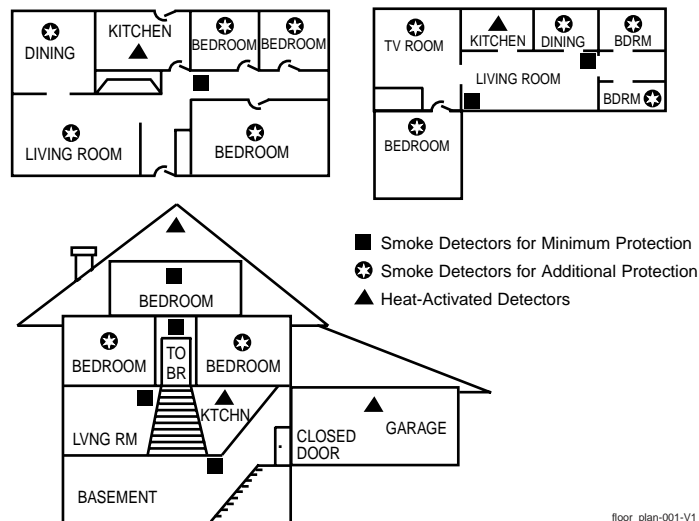 DINING
KITCHEN
BEDROOM
BEDROOM
LIVING ROOM
BEDROOM
TV ROOM
KITCHEN
DINING
BDRM
LIVING ROOM
BDRM
BEDROOM
Smoke Detectors for Minimum Protection
Smoke Detectors for Additional Protection
Heat-Activated Detectors
BEDROOM
BEDROOM
TO
BR
BEDROOM
LVNG RM
KTCHN
CLOSED
DOOR
GARAGE
BASEMENT
floor_plan-001-V1